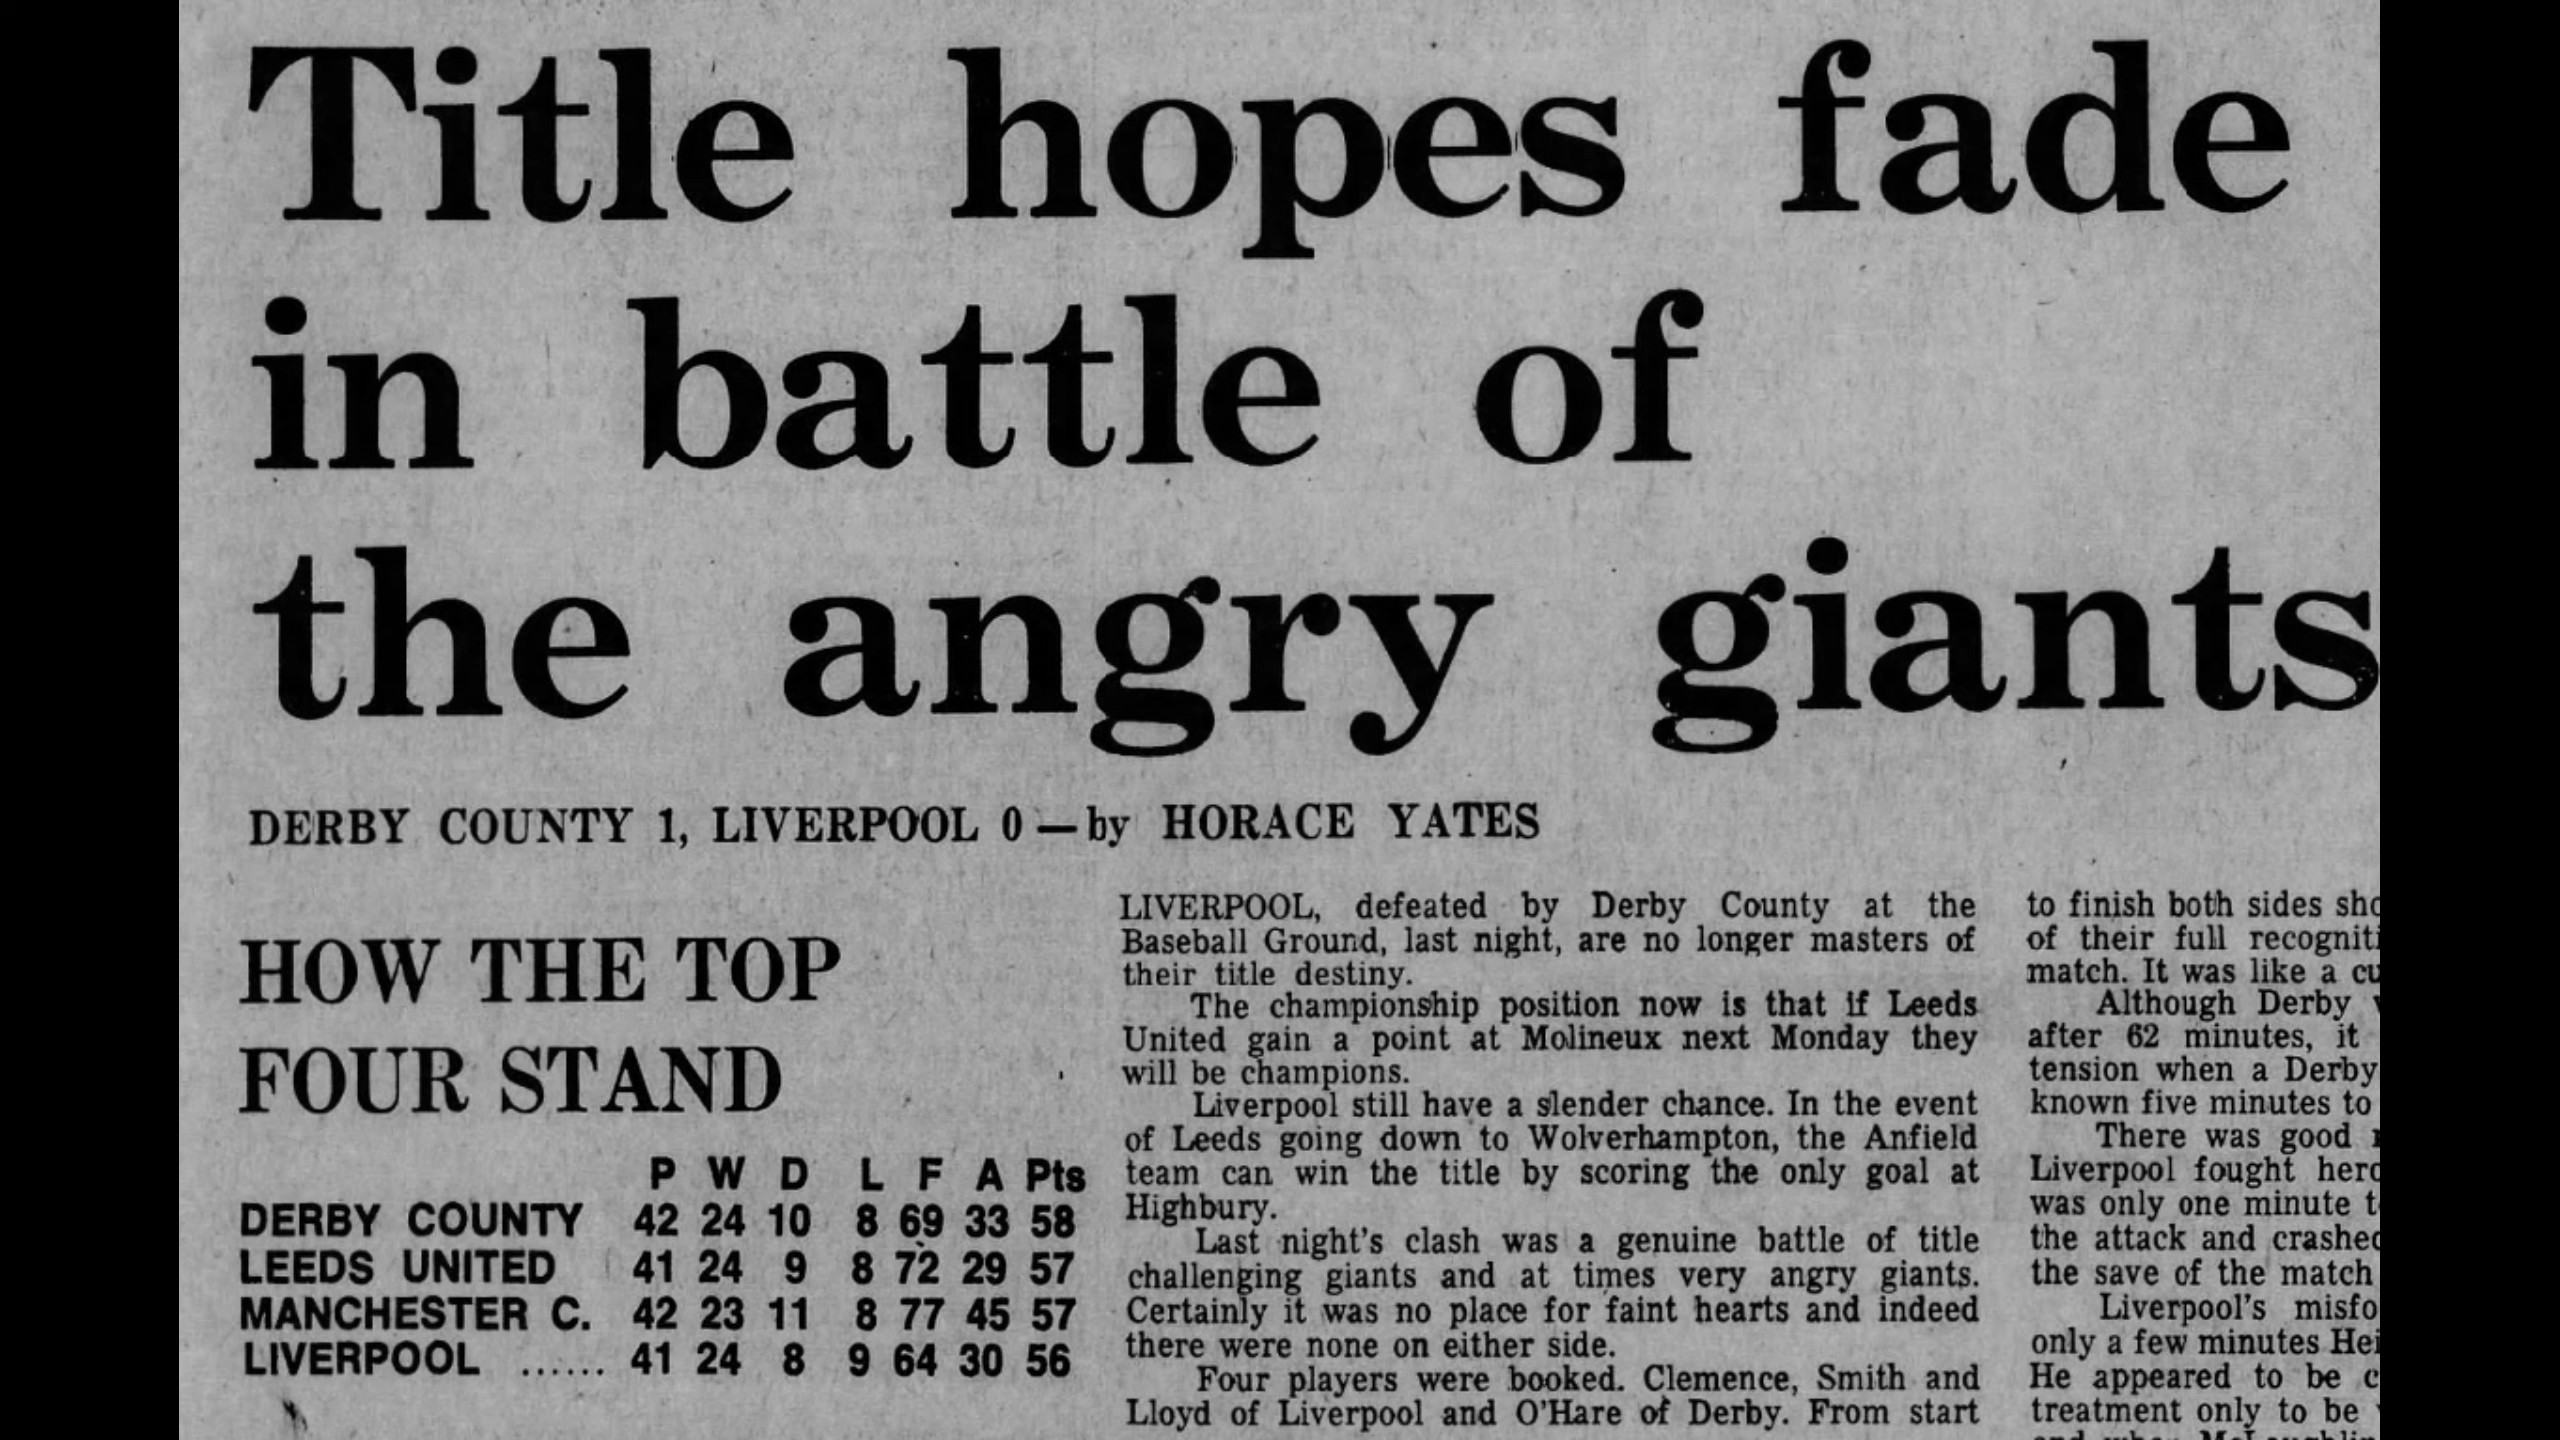 Title hopes fade
in battle of
the angry giants
DERBY COUNTY 1, LIVERPOOL 0 — by HORACE YATES
HOW THE TOP
FOUR STAND
P W D L F A Pts
DERBY COUNTY 42 24 10 8 69 33 58
LEEDS UNITED 41 24 9 8 72 29 57
MANCHESTER C. 42 23 11 8 77 45 57
LIVERPOOL ...... 41 24 8 9 64 30 56
LIVERPOOL, defeated by Derby County at the
Baseball Ground, last night, are no longer masters of
their title destiny.
The championship position now is that if Leeds
United gain a point at Molineux next Monday they
will be champions.
Liverpool still have a slender chance. In the event
of Leeds going down to Wolverhampton, the Anfield
team can win the title by scoring the only goal at
Highbury.
Last night's clash was a genuine battle of title
challenging giants and at times very angry giants.
Certainly it was no place for faint hearts and indeed
there were none on either side.
Four players were booked. Clemence, Smith and
Lloyd of Liverpool and O'Hare of Derby. From start
to finish both sides
of their full
match. It was like a
Although Derby
after 62 minutes, it
tension when a Derby
known five minutes to
There was good
Liverpool fought
was only one minute
the attack and
the save of the match
Liverpool's
only a few minutes
He appeared to be
treatment only to be